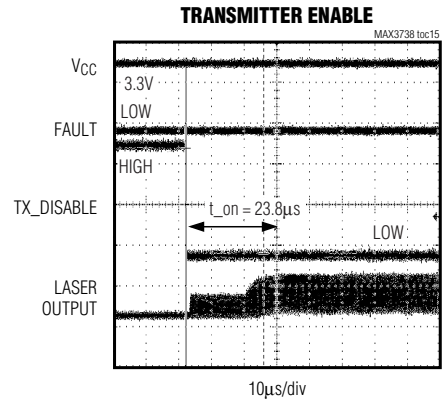 TRANSMITTER ENABLE
MAX3738 toc15
VCC
3.3V
LOW
FAULT
HIGH
TX_DISABLE
t_on = 23.8µs
LOW
LASER
OUTPUT
10µs/div